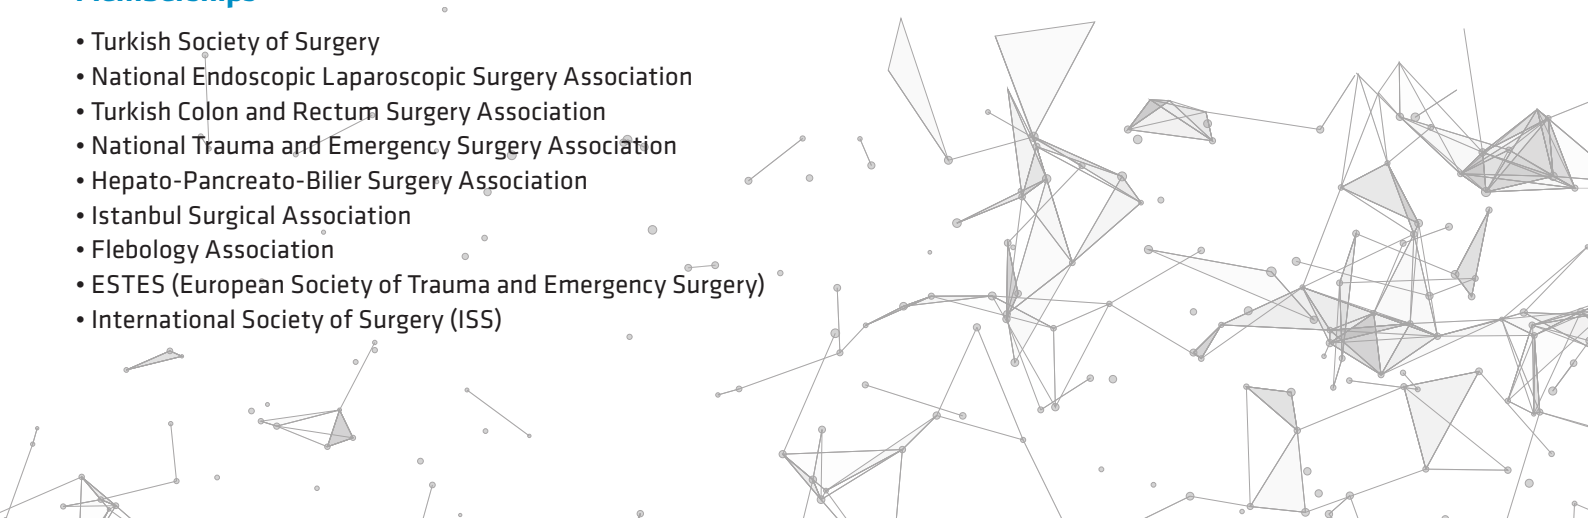 Memberships
• Turkish Society of Surgery
• National Endoscopic Laparoscopic Surgery Association
• Turkish Colon and Rectum Surgery Association
• National Trauma and Emergency Surgery Association
• Hepato-Pancreato-Bilier Surgery Association
• Istanbul Surgical Association
• Flebology Association
• ESTES (European Society of Trauma and Emergency Surgery)
• International Society of Surgery (ISS)